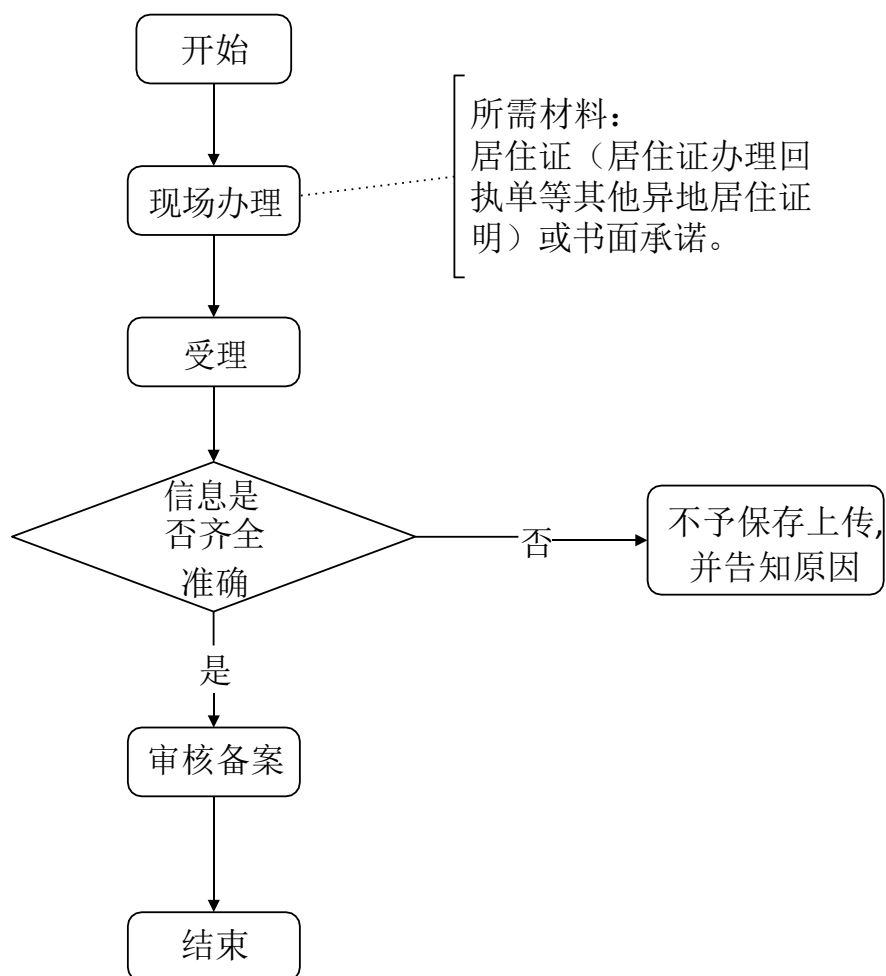 开始
所需材料：
居住证（居住证办理回
执单等其他异地居住证
明）或书面承诺。
现场办理
受理
信息是
否齐全
准确
否
不予保存上传,
并告知原因
是
审核备案
结束